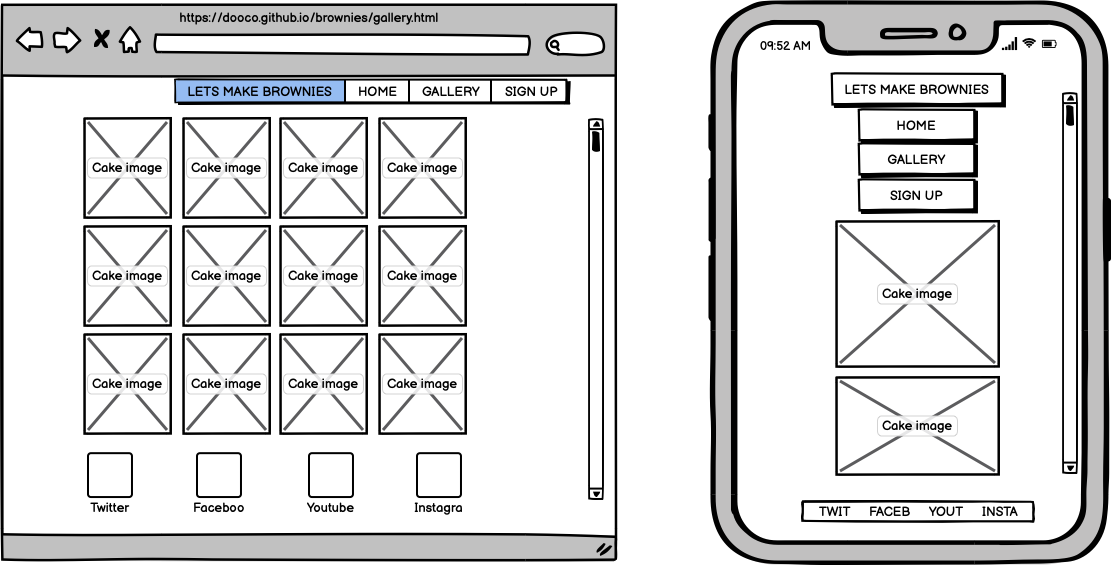 https://dooco.github.io/brownies/gallery.html
LETS MAKE BROWNIES HOME GALLERY SIGN UP
Cake image Cake image Cake image Cake image
Cake image Cake image Cake image Cake image
Cake image Cake image Cake image Cake image
Twitter Faceboo Youtube Instagra
09:52 AM
LETS MAKE BROWNIES
HOME
GALLERY
SIGN UP
Cake image
Cake image
TWIT FACEB YOUT INSTA